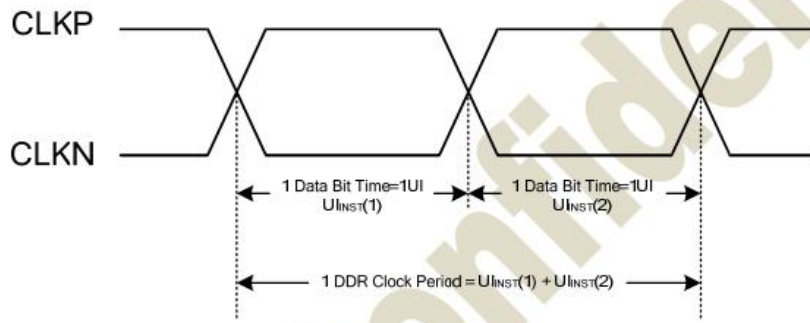 CLKP
CLKN
1 Data Bit Time=1UI
UIINST(1)
1 Data Bit Time=1UI
UIINST(2)
1 DDR Clock Period = UIINST(1) + UIINST(2)